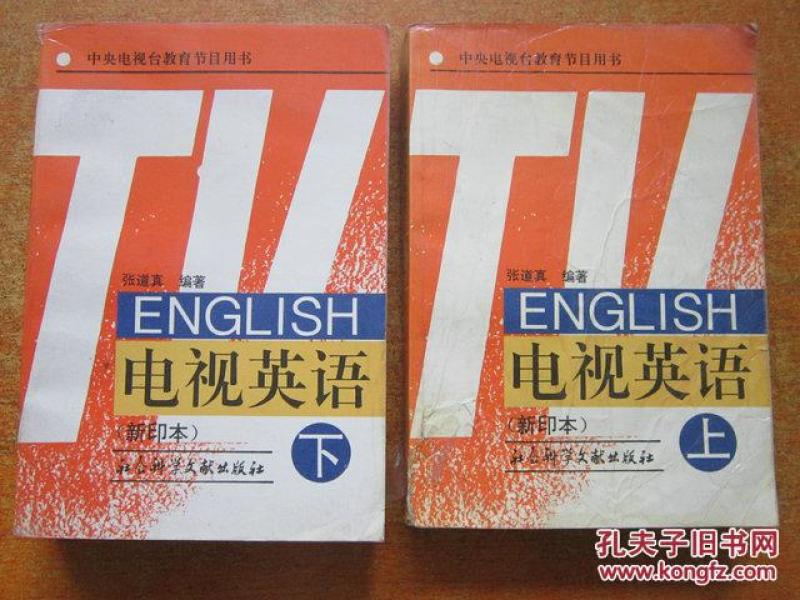 中央电视台教育节目用书
TV
张道真 编著
ENGLISH
电视英语
(新印本)
下
社会科学文献出版社
中央电视台教育节目用书
TV
张道真 编著
ENGLISH
电视英语
(新印本)
上
社会科学文献出版社
孔夫子旧书网
www.kongfz.com